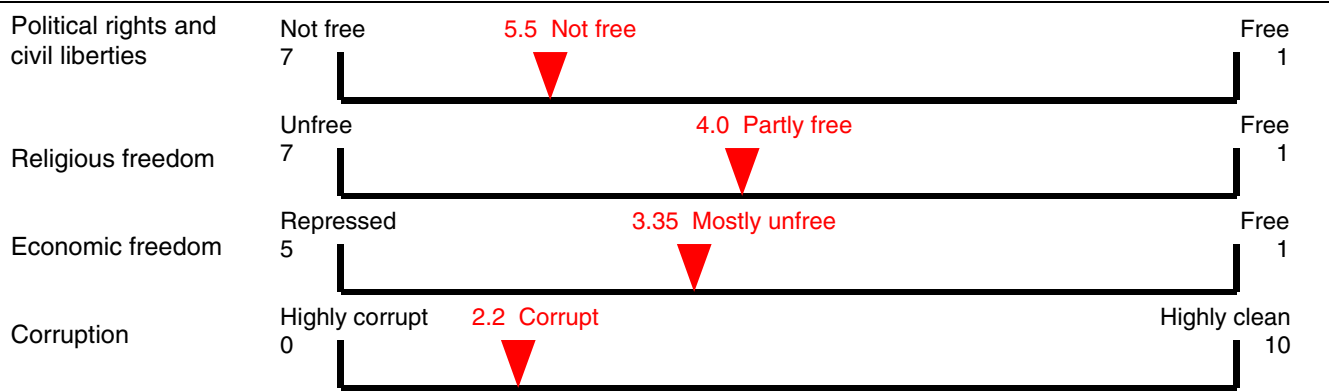 Political rights and
civil liberties
Not free 5.5 Not free Free
7 1
Religious freedom
Unfree 4.0 Partly free Free
7 1
Economic freedom
Repressed 3.35 Mostly unfree Free
5 1
Corruption
Highly corrupt 2.2 Corrupt Highly clean
0 10